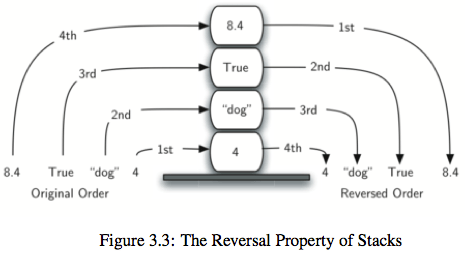 8.4
4th
1st
True
3rd
2nd
"dog"
2nd
3rd
4
1st
4th
8.4 True "dog" 4
4 "dog" True 8.4
Original Order
Reversed Order
Figure 3.3: The Reversal Property of Stacks